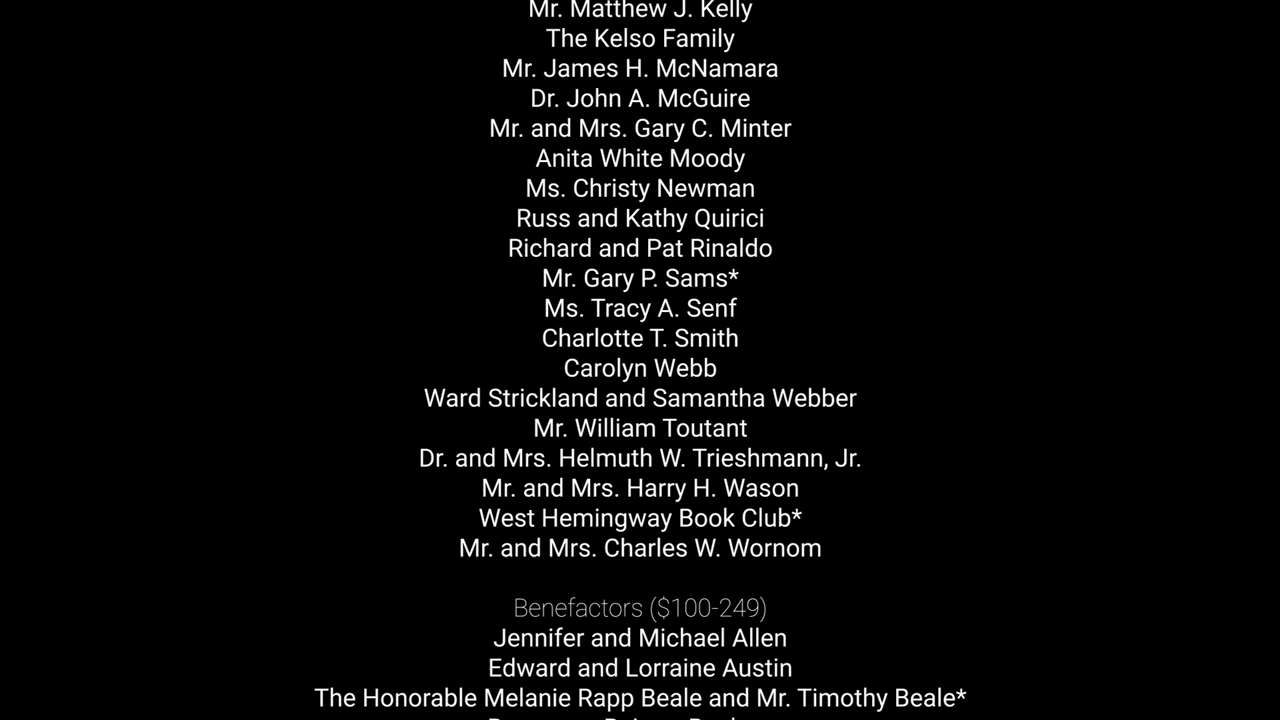 Mr. Matthew J. Kelly
The Kelso Family
Mr. James H. McNamara
Dr. John A. McGuire
Mr. and Mrs. Gary C. Minter
Anita White Moody
Ms. Christy Newman
Russ and Kathy Quirici
Richard and Pat Rinaldo
Mr. Gary P. Sams*
Ms. Tracy A. Senf
Charlotte T. Smith
Carolyn Webb
Ward Strickland and Samantha Webber
Mr. William Toutant
Dr. and Mrs. Helmuth W. Trieshmann, Jr.
Mr. and Mrs. Harry H. Wason
West Hemingway Book Club*
Mr. and Mrs. Charles W. Wornom
Benefactors ($100-249)
Jennifer and Michael Allen
Edward and Lorraine Austin
The Honorable Melanie Rapp Beale and Mr. Timothy Beale*